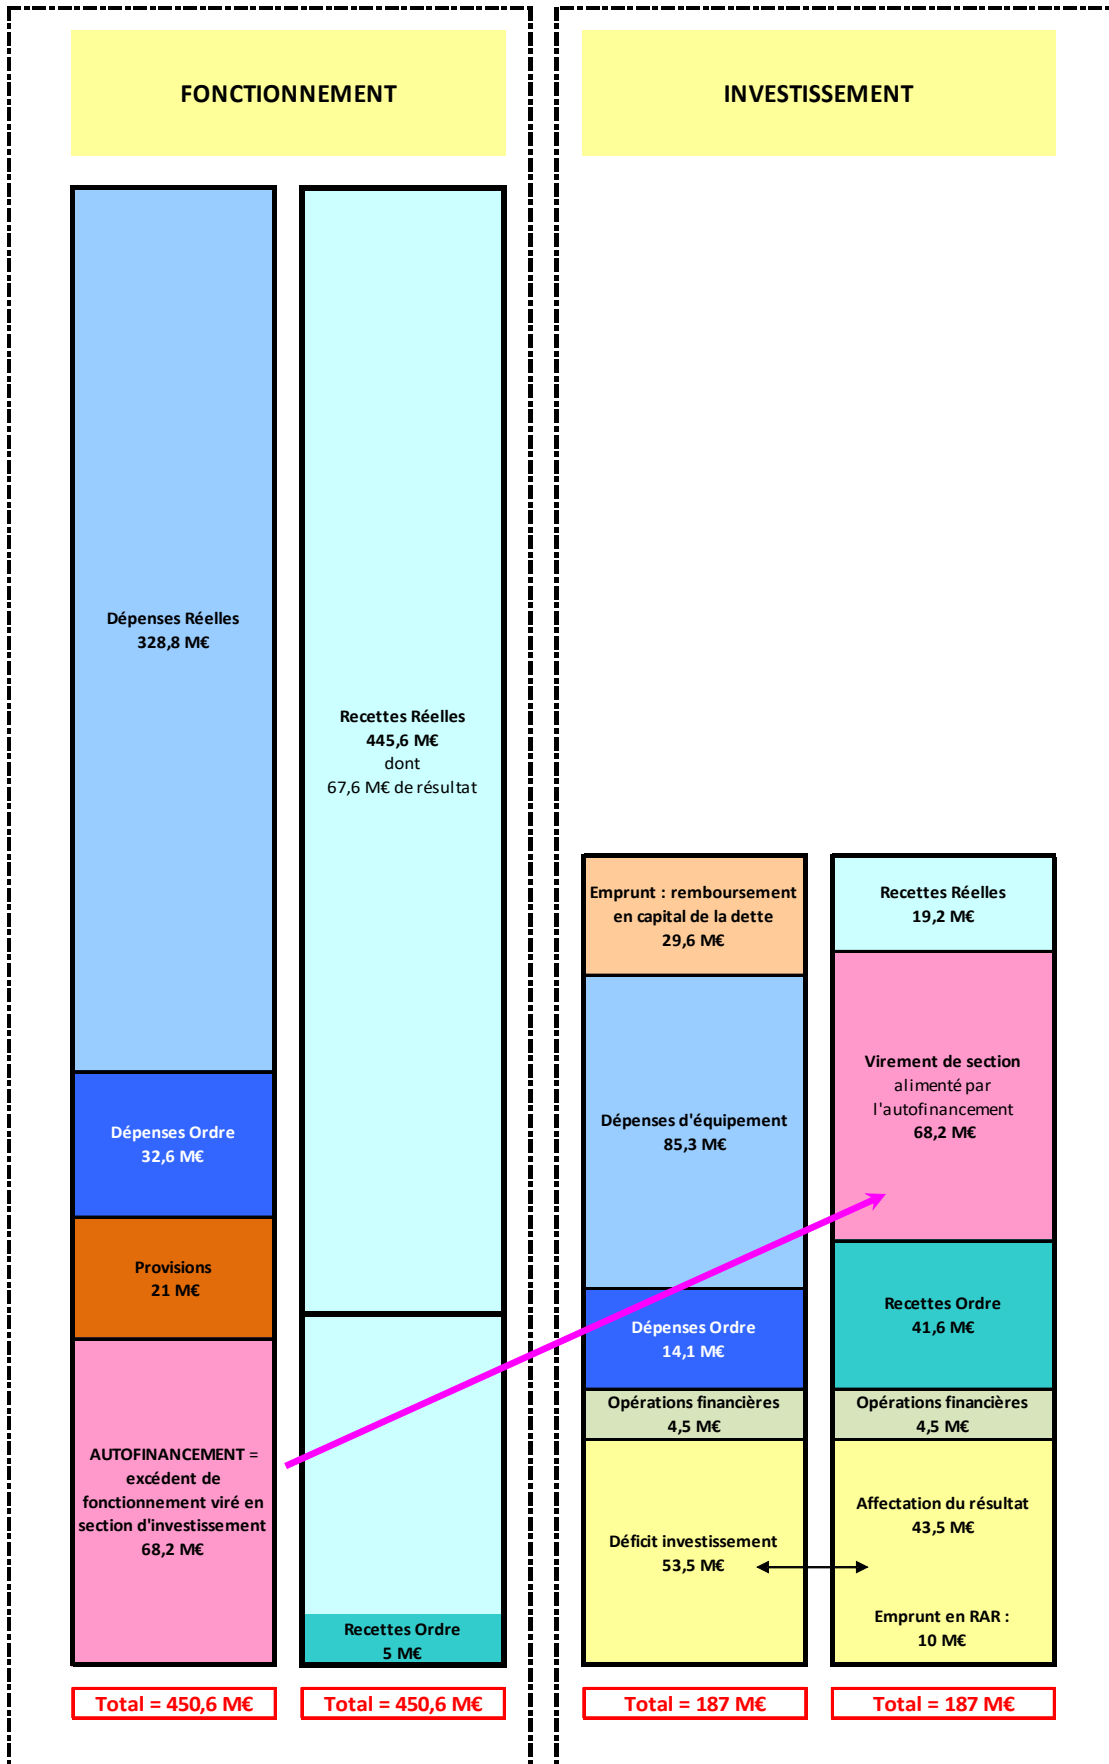 FONCTIONNEMENT
INVESTISSEMENT
Dépenses Réelles
328,8 M€
Dépenses Ordre
32,6 M€
Provisions
21 M€
AUTOFINANCEMENT =
excédent de
fonctionnement viré en
section d'investissement
68,2 M€
Total = 450,6 M€
Recettes Réelles
445,6 M€
dont
67,6 M€ de résultat
Recettes Ordre
5 M€
Total = 450,6 M€
Emprunt : remboursement
en capital de la dette
29,6 M€
Dépenses d'équipement
85,3 M€
Dépenses Ordre
14,1 M€
Opérations financières
4,5 M€
Déficit investissement
53,5 M€
Total = 187 M€
Recettes Réelles
19,2 M€
Virement de section
alimenté par
l'autofinancement
68,2 M€
Recettes Ordre
41,6 M€
Opérations financières
4,5 M€
Affectation du résultat
43,5 M€
Emprunt en RAR :
10 M€
Total = 187 M€